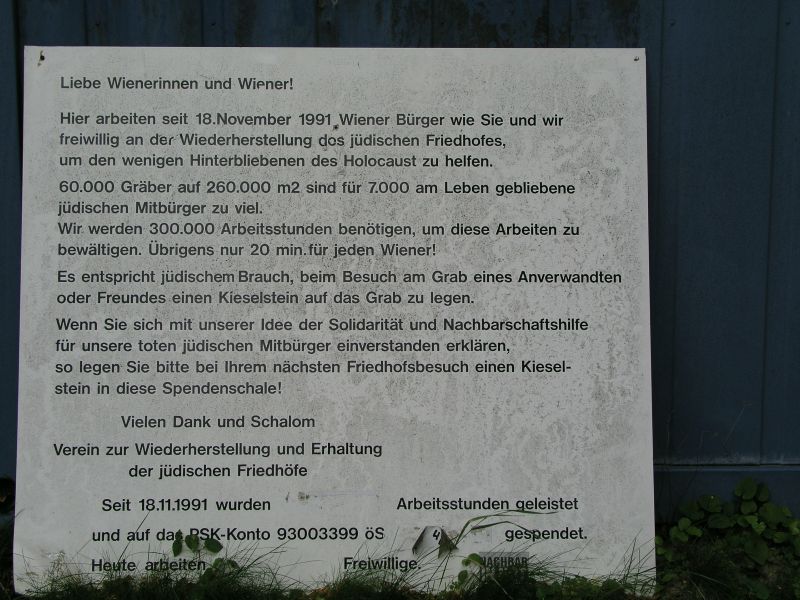 Liebe Wienerinnen und Wiener!
Hier arbeiten seit 18.November 1991 Wiener Bürger wie Sie und wir
freiwillig an der Wiederherstellung des jüdischen Friedhofes,
um den wenigen Hinterbliebenen des Holocaust zu helfen.
60.000 Gräber auf 260.000 m2 sind für 7.000 am Leben gebliebene
jüdischen Mitbürger zu viel.
Wir werden 300.000 Arbeitsstunden benötigen, um diese Arbeiten zu
bewältigen. Übrigens nur 20 min.für jeden Wiener!
Es entspricht jüdischem Brauch, beim Besuch am Grab eines Anverwandten
oder Freundes einen Kieselstein auf das Grab zu legen.
Wenn Sie sich mit unserer Idee der Solidarität und Nachbarschaftshilfe
für unsere toten jüdischen Mitbürger einverstanden erklären,
so legen Sie bitte bei Ihrem nächsten Friedhofsbesuch einen Kiesel-
stein in diese Spendenschale!
Vielen Dank und Schalom
Verein zur Wiederherstellung und Erhaltung
der jüdischen Friedhöfe
Seit 18.11.1991 wurden Arbeitsstunden geleistet
und auf das PSK-Konto 93003399 öS 4 gespendet.
Heute arbeiten Freiwillige. NACHBAR